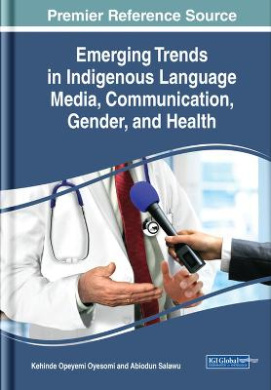 Premier Reference Source
Emerging Trends
in Indigenous Language
Media, Communication,
Gender, and Health
Kehinde Opeyemi Oyesomi and Abiodun Salawu
IGI Global